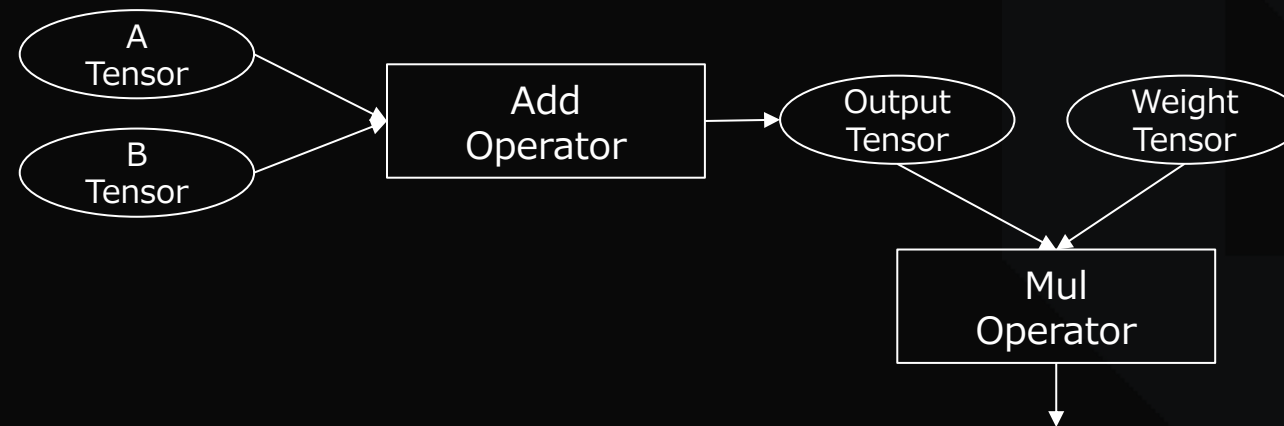 A
Tensor
B
Tensor
Add
Operator
Output
Tensor
Weight
Tensor
Mul
Operator